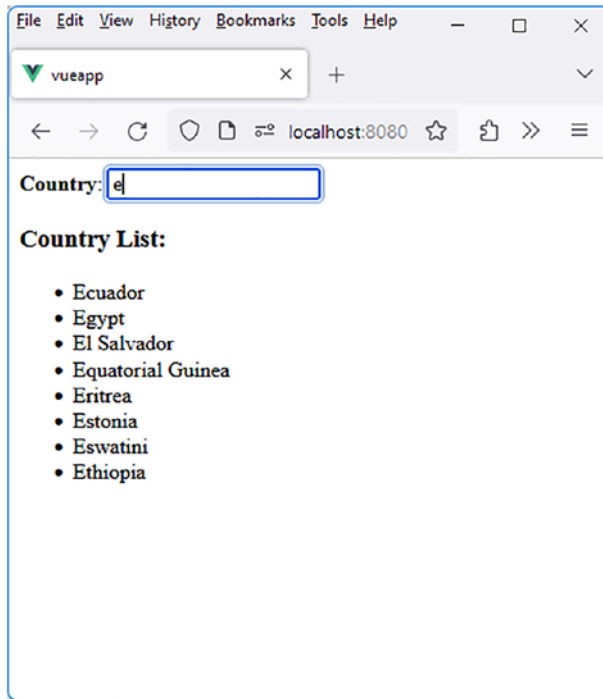 File Edit View History Bookmarks Tools Help
vueapp
localhost:8080
Country: e
Country List:
• Ecuador
• Egypt
• El Salvador
• Equatorial Guinea
• Eritrea
• Estonia
• Eswatini
• Ethiopia